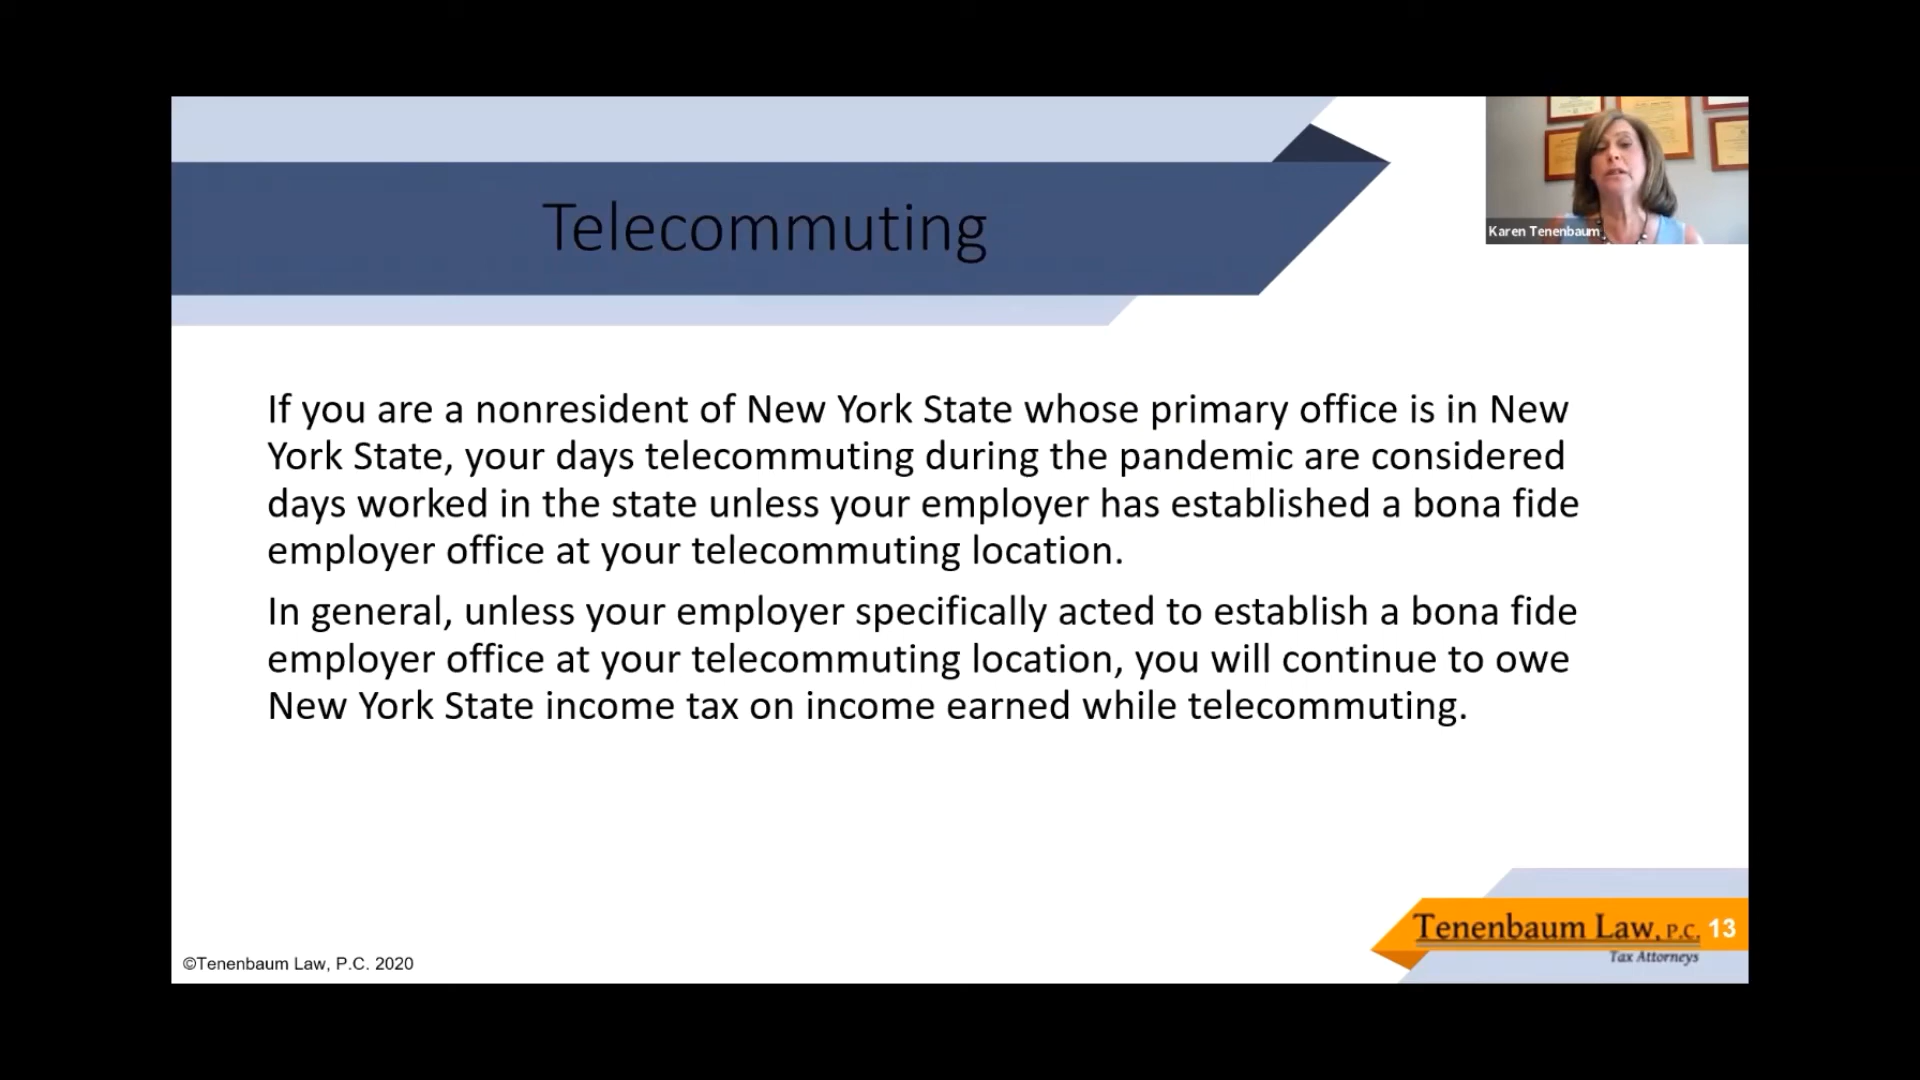 Telecommuting
Karen Tenenbaum
If you are a nonresident of New York State whose primary office is in New
York State, your days telecommuting during the pandemic are considered
days worked in the state unless your employer has established a bona fide
employer office at your telecommuting location.
In general, unless your employer specifically acted to establish a bona fide
employer office at your telecommuting location, you will continue to owe
New York State income tax on income earned while telecommuting.
Tenenbaum Law, P.C. 13
Tax Attorneys
©Tenenbaum Law, P.C. 2020